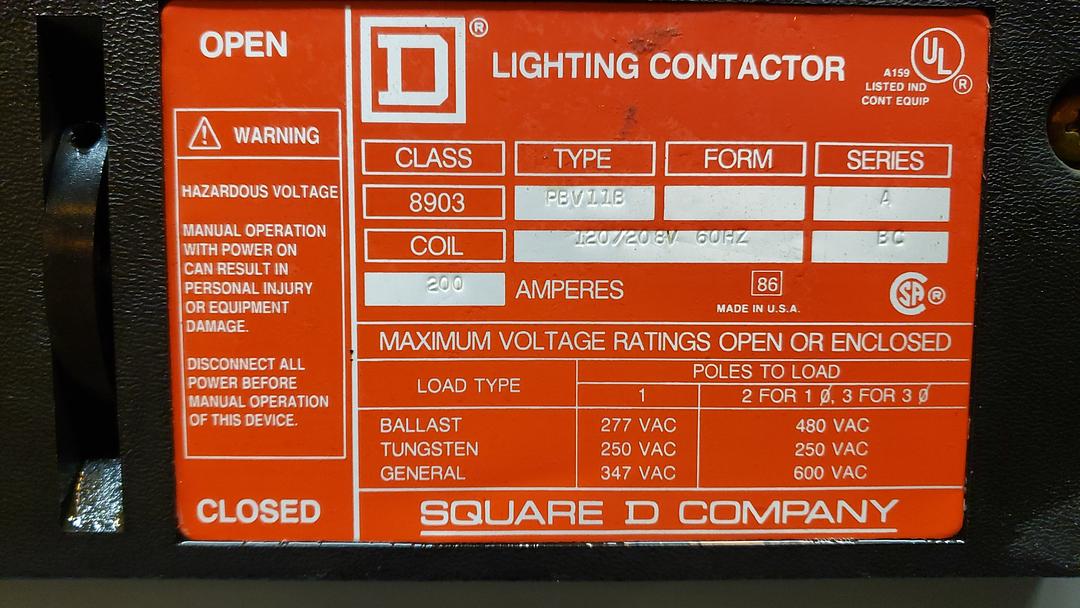 OPEN
WARNING
HAZARDOUS VOLTAGE
MANUAL OPERATION
WITH POWER ON
CAN RESULT IN
PERSONAL INJURY
OR EQUIPMENT
DAMAGE.
DISCONNECT ALL
POWER BEFORE
MANUAL OPERATION
OF THIS DEVICE.
CLOSED
D ®
LIGHTING CONTACTOR
UL ®
A159
LISTED IND
CONT EQUIP
CLASS TYPE FORM SERIES
8903 PBV11B A
COIL 120/208V 60HZ BC
200 AMPERES
86
MADE IN U.S.A.
SA ®
MAXIMUM VOLTAGE RATINGS OPEN OR ENCLOSED
LOAD TYPE POLES TO LOAD
1 2 FOR 1 Ø, 3 FOR 3 Ø
BALLAST 277 VAC 480 VAC
TUNGSTEN 250 VAC 250 VAC
GENERAL 347 VAC 600 VAC
SQUARE D COMPANY